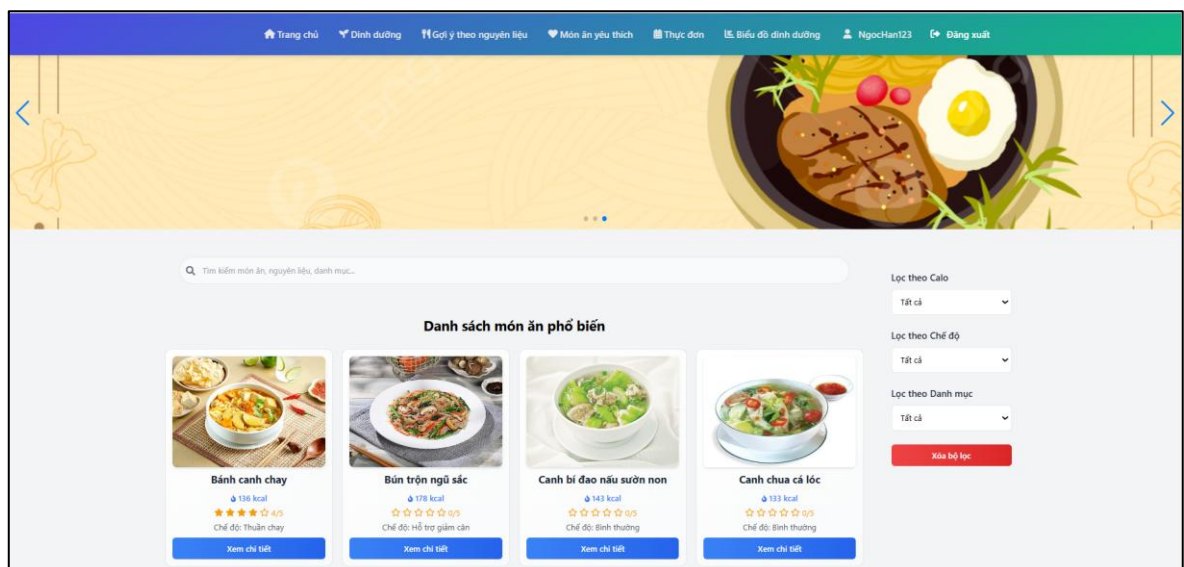 Trang chủ Dinh dưỡng Gợi ý theo nguyên liệu Món ăn yêu thích Thực đơn Biểu đồ dinh dưỡng NgocHan123 Đăng xuất
Tìm kiếm món ăn, nguyên liệu, danh mục...
Lọc theo Calo
Tất cả
Lọc theo Chế độ
Tất cả
Lọc theo Danh mục
Tất cả
Xóa bộ lọc
Danh sách món ăn phổ biến
Bánh canh chay
136 kcal
4/5
Chế độ: Thuần chay
Xem chi tiết
Bún trộn ngũ sắc
178 kcal
0/5
Chế độ: Hỗ trợ giảm cân
Xem chi tiết
Canh bí đao nấu sườn non
143 kcal
0/5
Chế độ: Bình thường
Xem chi tiết
Canh chua cá lóc
133 kcal
0/5
Chế độ: Bình thường
Xem chi tiết